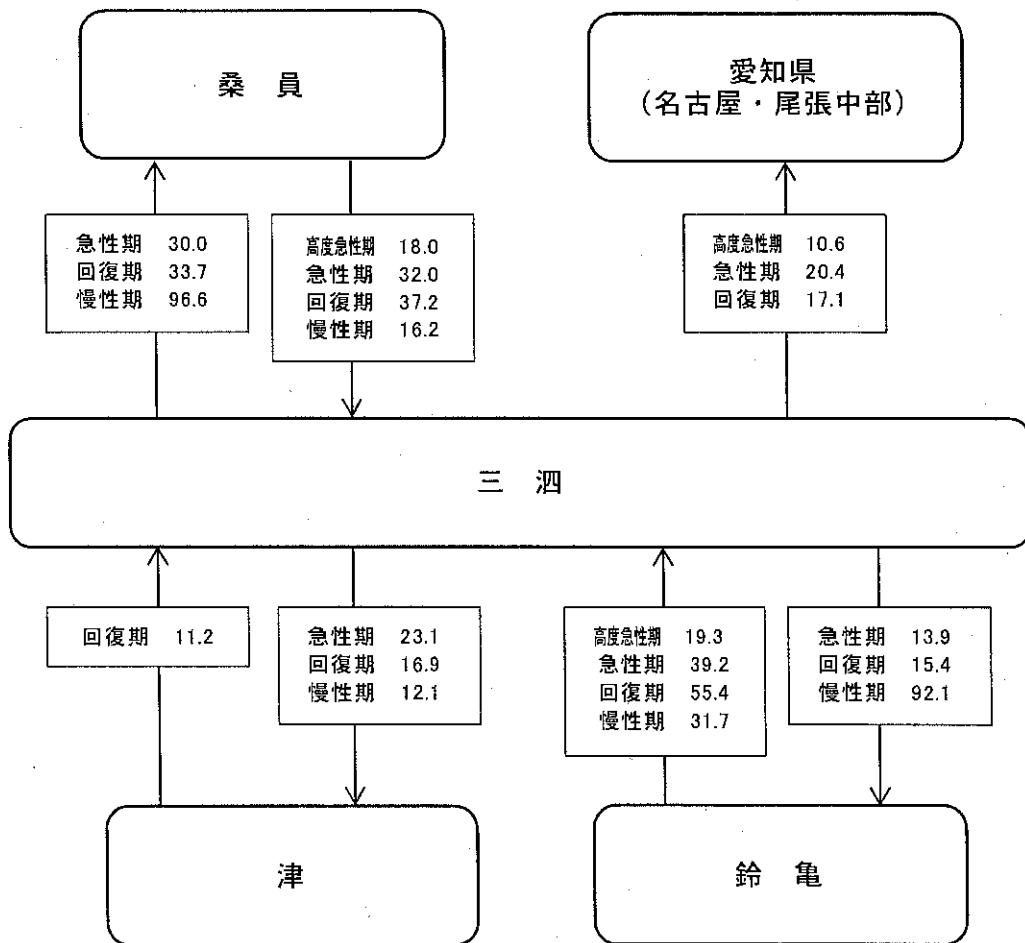 桑　員
愛知県
（名古屋・尾張中部）
急性期　30.0
回復期　33.7
慢性期　96.6
高度急性期　18.0
急性期　32.0
回復期　37.2
慢性期　16.2
高度急性期　10.6
急性期　20.4
回復期　17.1
三　泗
回復期　11.2
急性期　23.1
回復期　16.9
慢性期　12.1
高度急性期　19.3
急性期　39.2
回復期　55.4
慢性期　31.7
急性期　13.9
回復期　15.4
慢性期　92.1
津
鈴　亀